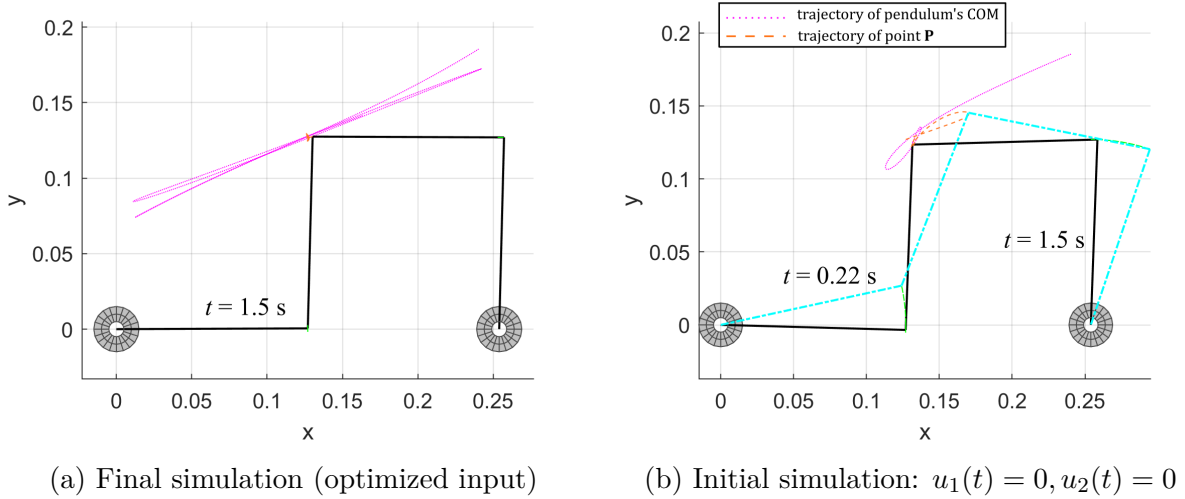 trajectory of pendulum's COM
trajectory of point P
0.2
0.15
0.1
0.05
0
y
t = 1.5 s
0 0.05 0.1 0.15 0.2 0.25
x
0.2
0.15
0.1
0.05
0
y
t = 1.5 s
t = 0.22 s
0 0.05 0.1 0.15 0.2 0.25
x
(a) Final simulation (optimized input)
(b) Initial simulation: u₁(t) = 0, u₂(t) = 0